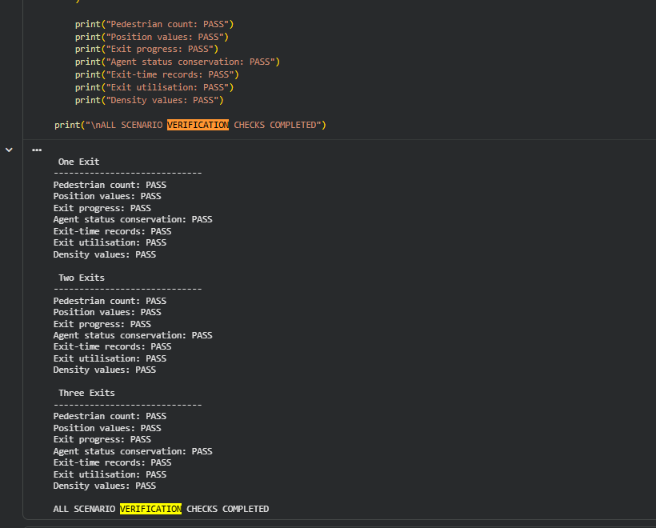 )
print("Pedestrian count: PASS")
print("Position values: PASS")
print("Exit progress: PASS")
print("Agent status conservation: PASS")
print("Exit-time records: PASS")
print("Exit utilisation: PASS")
print("Density values: PASS")
print("\nALL SCENARIO VERIFICATION CHECKS COMPLETED")
...
One Exit
-----------------------------
Pedestrian count: PASS
Position values: PASS
Exit progress: PASS
Agent status conservation: PASS
Exit-time records: PASS
Exit utilisation: PASS
Density values: PASS
Two Exits
-----------------------------
Pedestrian count: PASS
Position values: PASS
Exit progress: PASS
Agent status conservation: PASS
Exit-time records: PASS
Exit utilisation: PASS
Density values: PASS
Three Exits
-----------------------------
Pedestrian count: PASS
Position values: PASS
Exit progress: PASS
Agent status conservation: PASS
Exit-time records: PASS
Exit utilisation: PASS
Density values: PASS
ALL SCENARIO VERIFICATION CHECKS COMPLETED